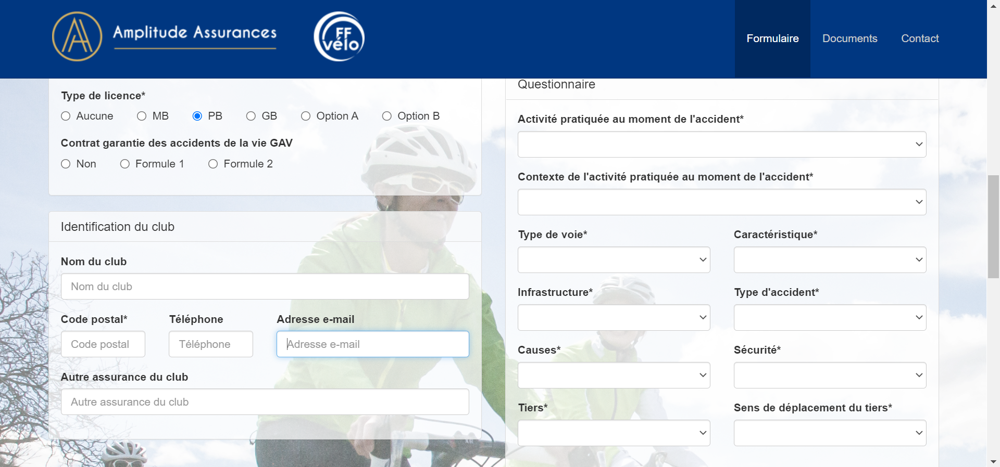 Amplitude Assurances
FF
vélo
Formulaire
Documents
Contact
Type de licence*
Aucune
MB
PB
GB
Option A
Option B
Contrat garantie des accidents de la vie GAV
Non
Formule 1
Formule 2
Identification du club
Nom du club
Nom du club
Code postal*
Téléphone
Adresse e-mail
Code postal
Téléphone
Adresse e-mail
Autre assurance du club
Autre assurance du club
Questionnaire
Activité pratiquée au moment de l'accident*
Contexte de l'activité pratiquée au moment de l'accident*
Type de voie*
Caractéristique*
Infrastructure*
Type d'accident*
Causes*
Sécurité*
Tiers*
Sens de déplacement du tiers*